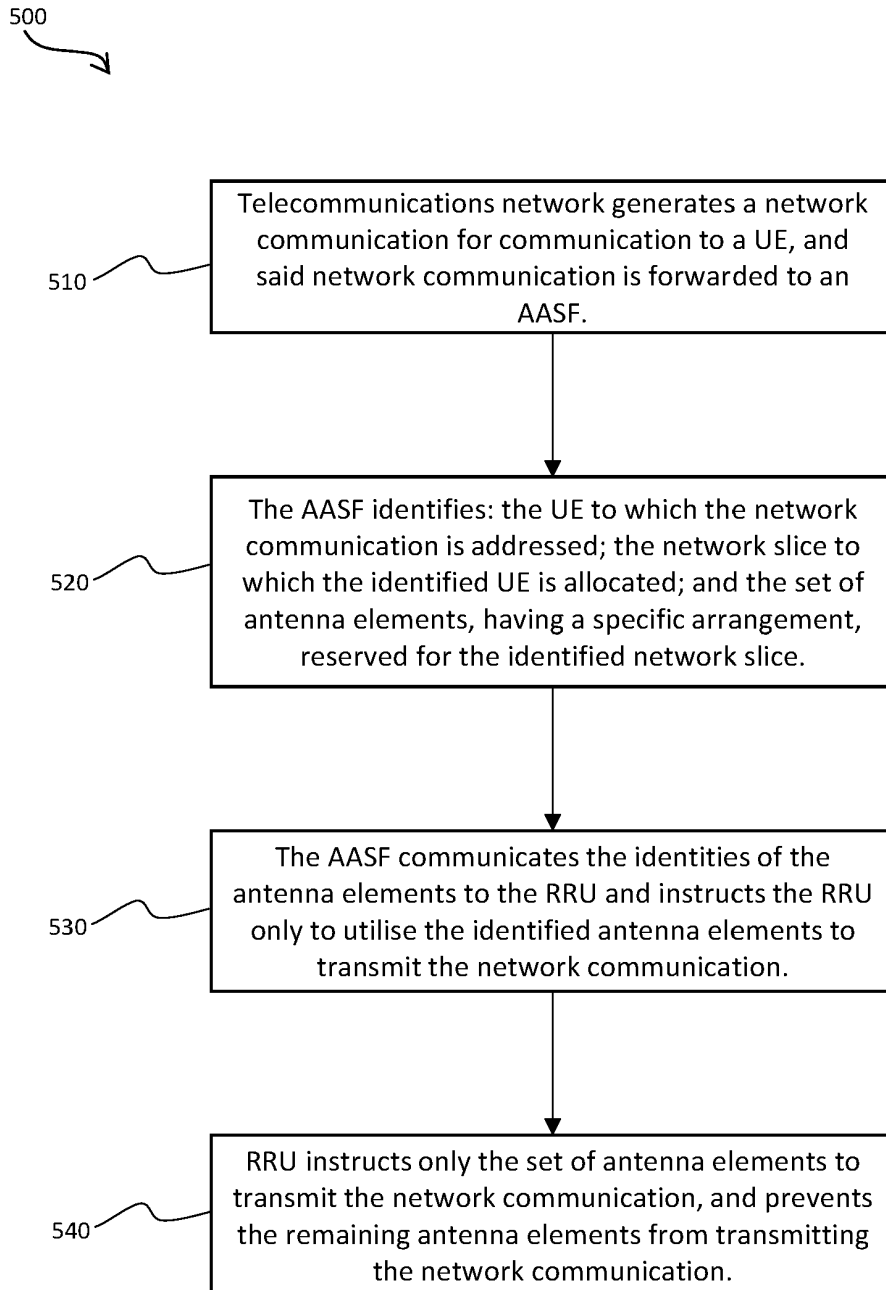 500
Telecommunications network generates a network
communication for communication to a UE, and
said network communication is forwarded to an
AASF.
510
The AASF identifies: the UE to which the network
communication is addressed; the network slice to
which the identified UE is allocated; and the set of
antenna elements, having a specific arrangement,
reserved for the identified network slice.
520
The AASF communicates the identities of the
antenna elements to the RRU and instructs the RRU
only to utilise the identified antenna elements to
transmit the network communication.
530
RRU instructs only the set of antenna elements to
transmit the network communication, and prevents
the remaining antenna elements from transmitting
the network communication.
540